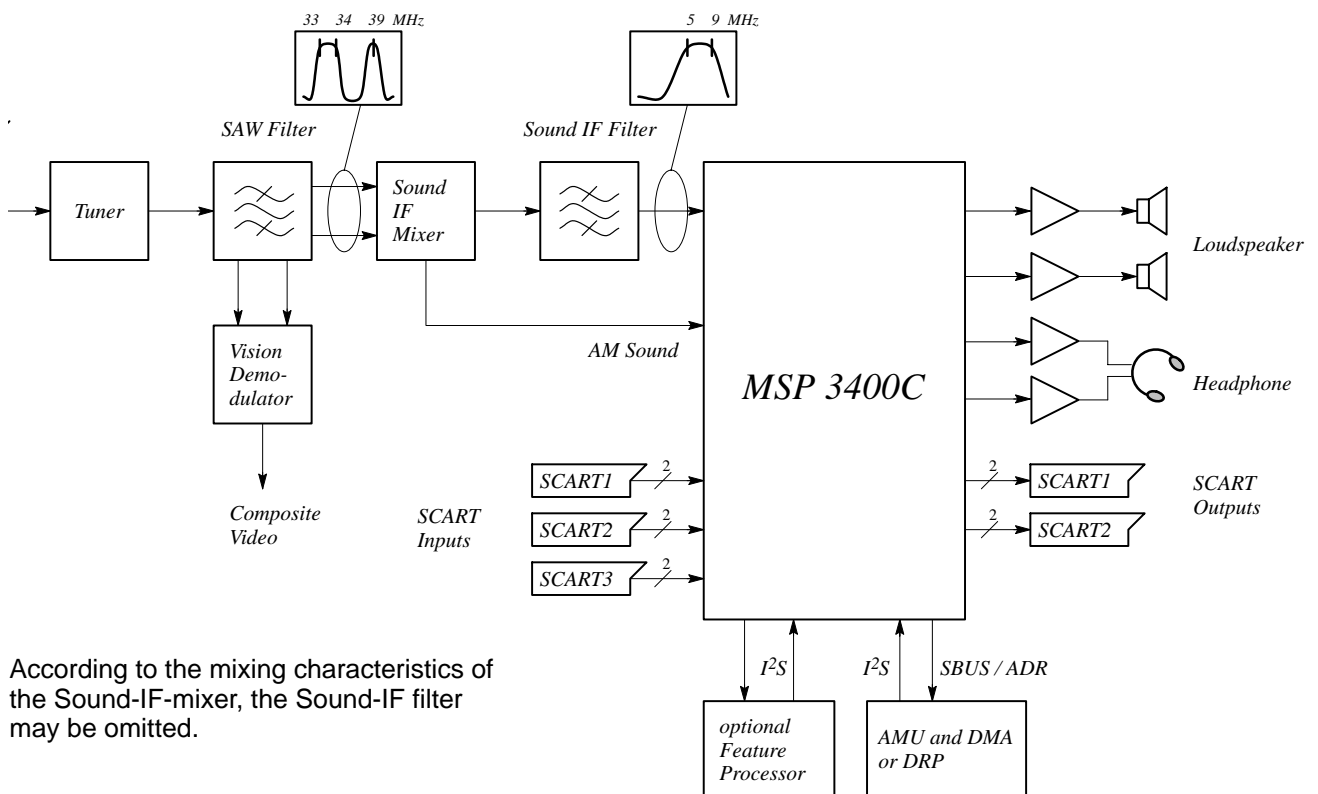 33 34 39 MHz
5 9 MHz
SAW Filter
Sound IF Filter
Tuner
Sound
IF
Mixer
Loudspeaker
Vision
Demo-
dulator
AM Sound
MSP 3400C
Headphone
Composite
Video
SCART
Inputs
SCART1 2
SCART2 2
SCART3 2
2 SCART1
2 SCART2
SCART
Outputs
I²S
I²S
SBUS / ADR
optional
Feature
Processor
AMU and DMA
or DRP
According to the mixing characteristics of
the Sound-IF-mixer, the Sound-IF filter
may be omitted.